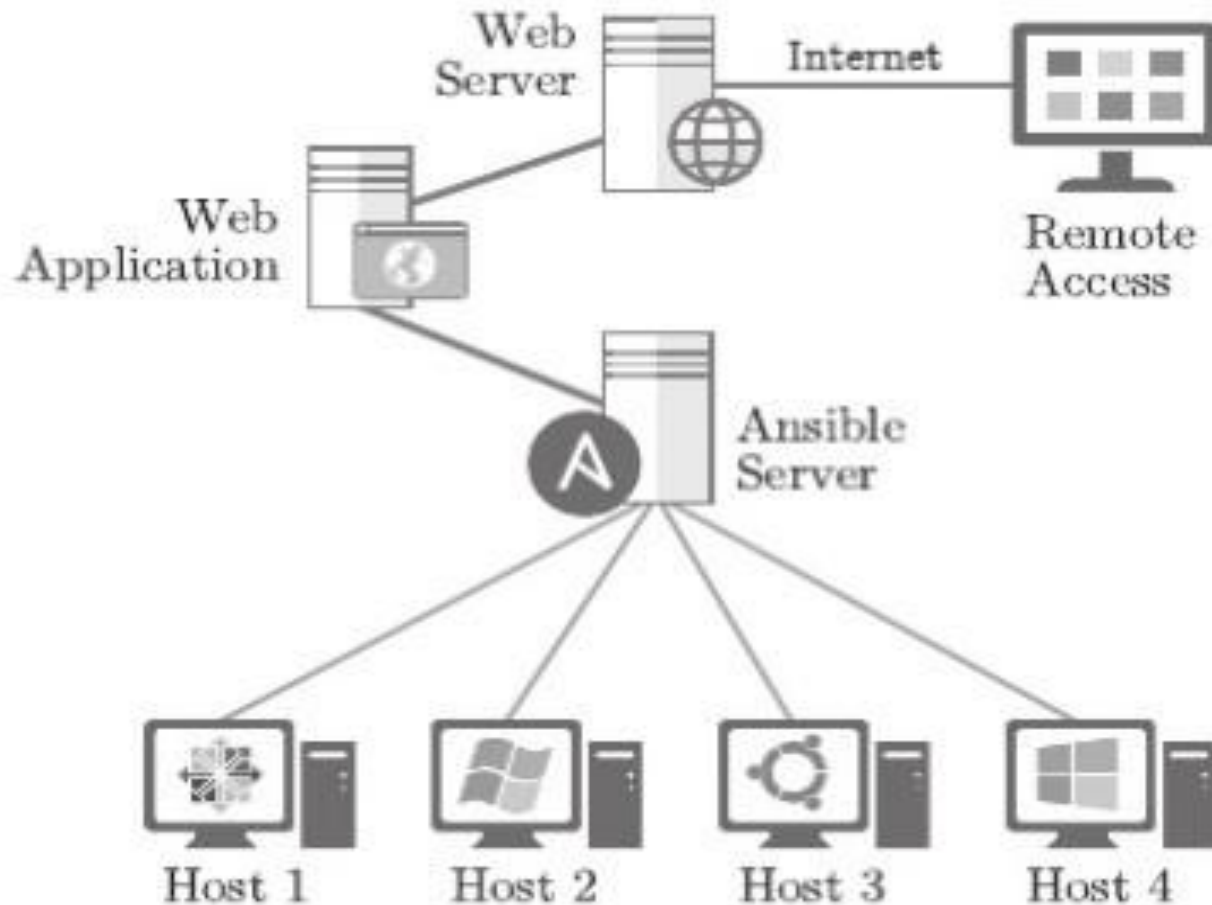 Web
Server
Internet
Remote
Access
Web
Application
Ansible
Server
Host 1
Host 2
Host 3
Host 4